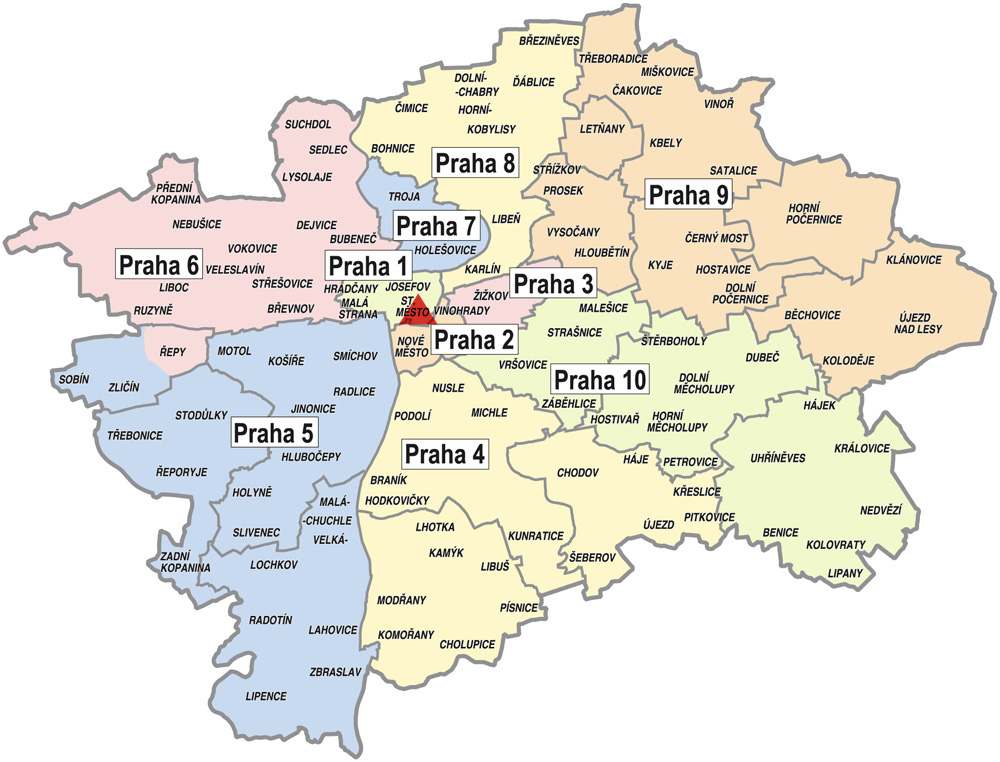 BŘEZINĚVES
TŘEBORADICE
MIŠKOVICE
DOLNÍ-
-CHABRY
ĎÁBLICE
ČAKOVICE
VINOŘ
ČIMICE
HORNÍ-
KOBYLISY
LETŇANY
SUCHDOL
SEDLEC
BOHNICE
KBELY
Praha 8
LYSOLAJE
STŘÍŽKOV
SATALICE
PŘEDNÍ
KOPANINA
TROJA
PROSEK
Praha 9
HORNÍ
POČERNICE
NEBUŠICE
DEJVICE
Praha 7
LIBEŇ
BUBENEČ
VYSOČANY
ČERNÝ MOST
VOKOVICE
HOLEŠOVICE
HLOUBĚTÍN
Praha 6
Praha 1
KARLÍN
KYJE
HOSTAVICE
KLÁNOVICE
VELESLAVÍN
LIBOC
STŘEŠOVICE
HRADČANY
JOSEFOV
Praha 3
DOLNÍ
POČERNICE
RUZYNĚ
BŘEVNOV
MALÁ
STRANA
ST.
MĚSTO
ŽIŽKOV
VINOHRADY
MALEŠICE
BĚCHOVICE
ÚJEZD
NAD LESY
STRAŠNICE
ŘEPY
MOTOL
KOŠÍŘE
SMÍCHOV
NOVÉ
MĚSTO
Praha 2
ŠTĚRBOHOLY
DUBEČ
KOLODĚJE
VRŠOVICE
SOBÍN
ZLIČÍN
RADLICE
NUSLE
Praha 10
DOLNÍ
MĚCHOLUPY
STODŮLKY
JINONICE
PODOLÍ
MICHLE
ZÁBĚHLICE
HOSTIVAŘ
HORNÍ
MĚCHOLUPY
HÁJEK
TŘEBONICE
Praha 5
HLUBOČEPY
Praha 4
HÁJE
PETROVICE
UHŘÍNĚVES
KRÁLOVICE
ŘEPORYJE
BRANÍK
CHODOV
HODKOVIČKY
KŘESLICE
HOLYNĚ
MALÁ-
-CHUCHLE
VELKÁ-
SLIVENEC
LHOTKA
KUNRATICE
ÚJEZD
PITKOVICE
NEDVĚZÍ
BENICE
KOLOVRATY
ZADNÍ
KOPANINA
LOCHKOV
KAMÝK
LIBUŠ
ŠEBEROV
LIPANY
RADOTÍN
LAHOVICE
MODŘANY
PÍSNICE
KOMOŘANY
CHOLUPICE
ZBRASLAV
LIPENCE